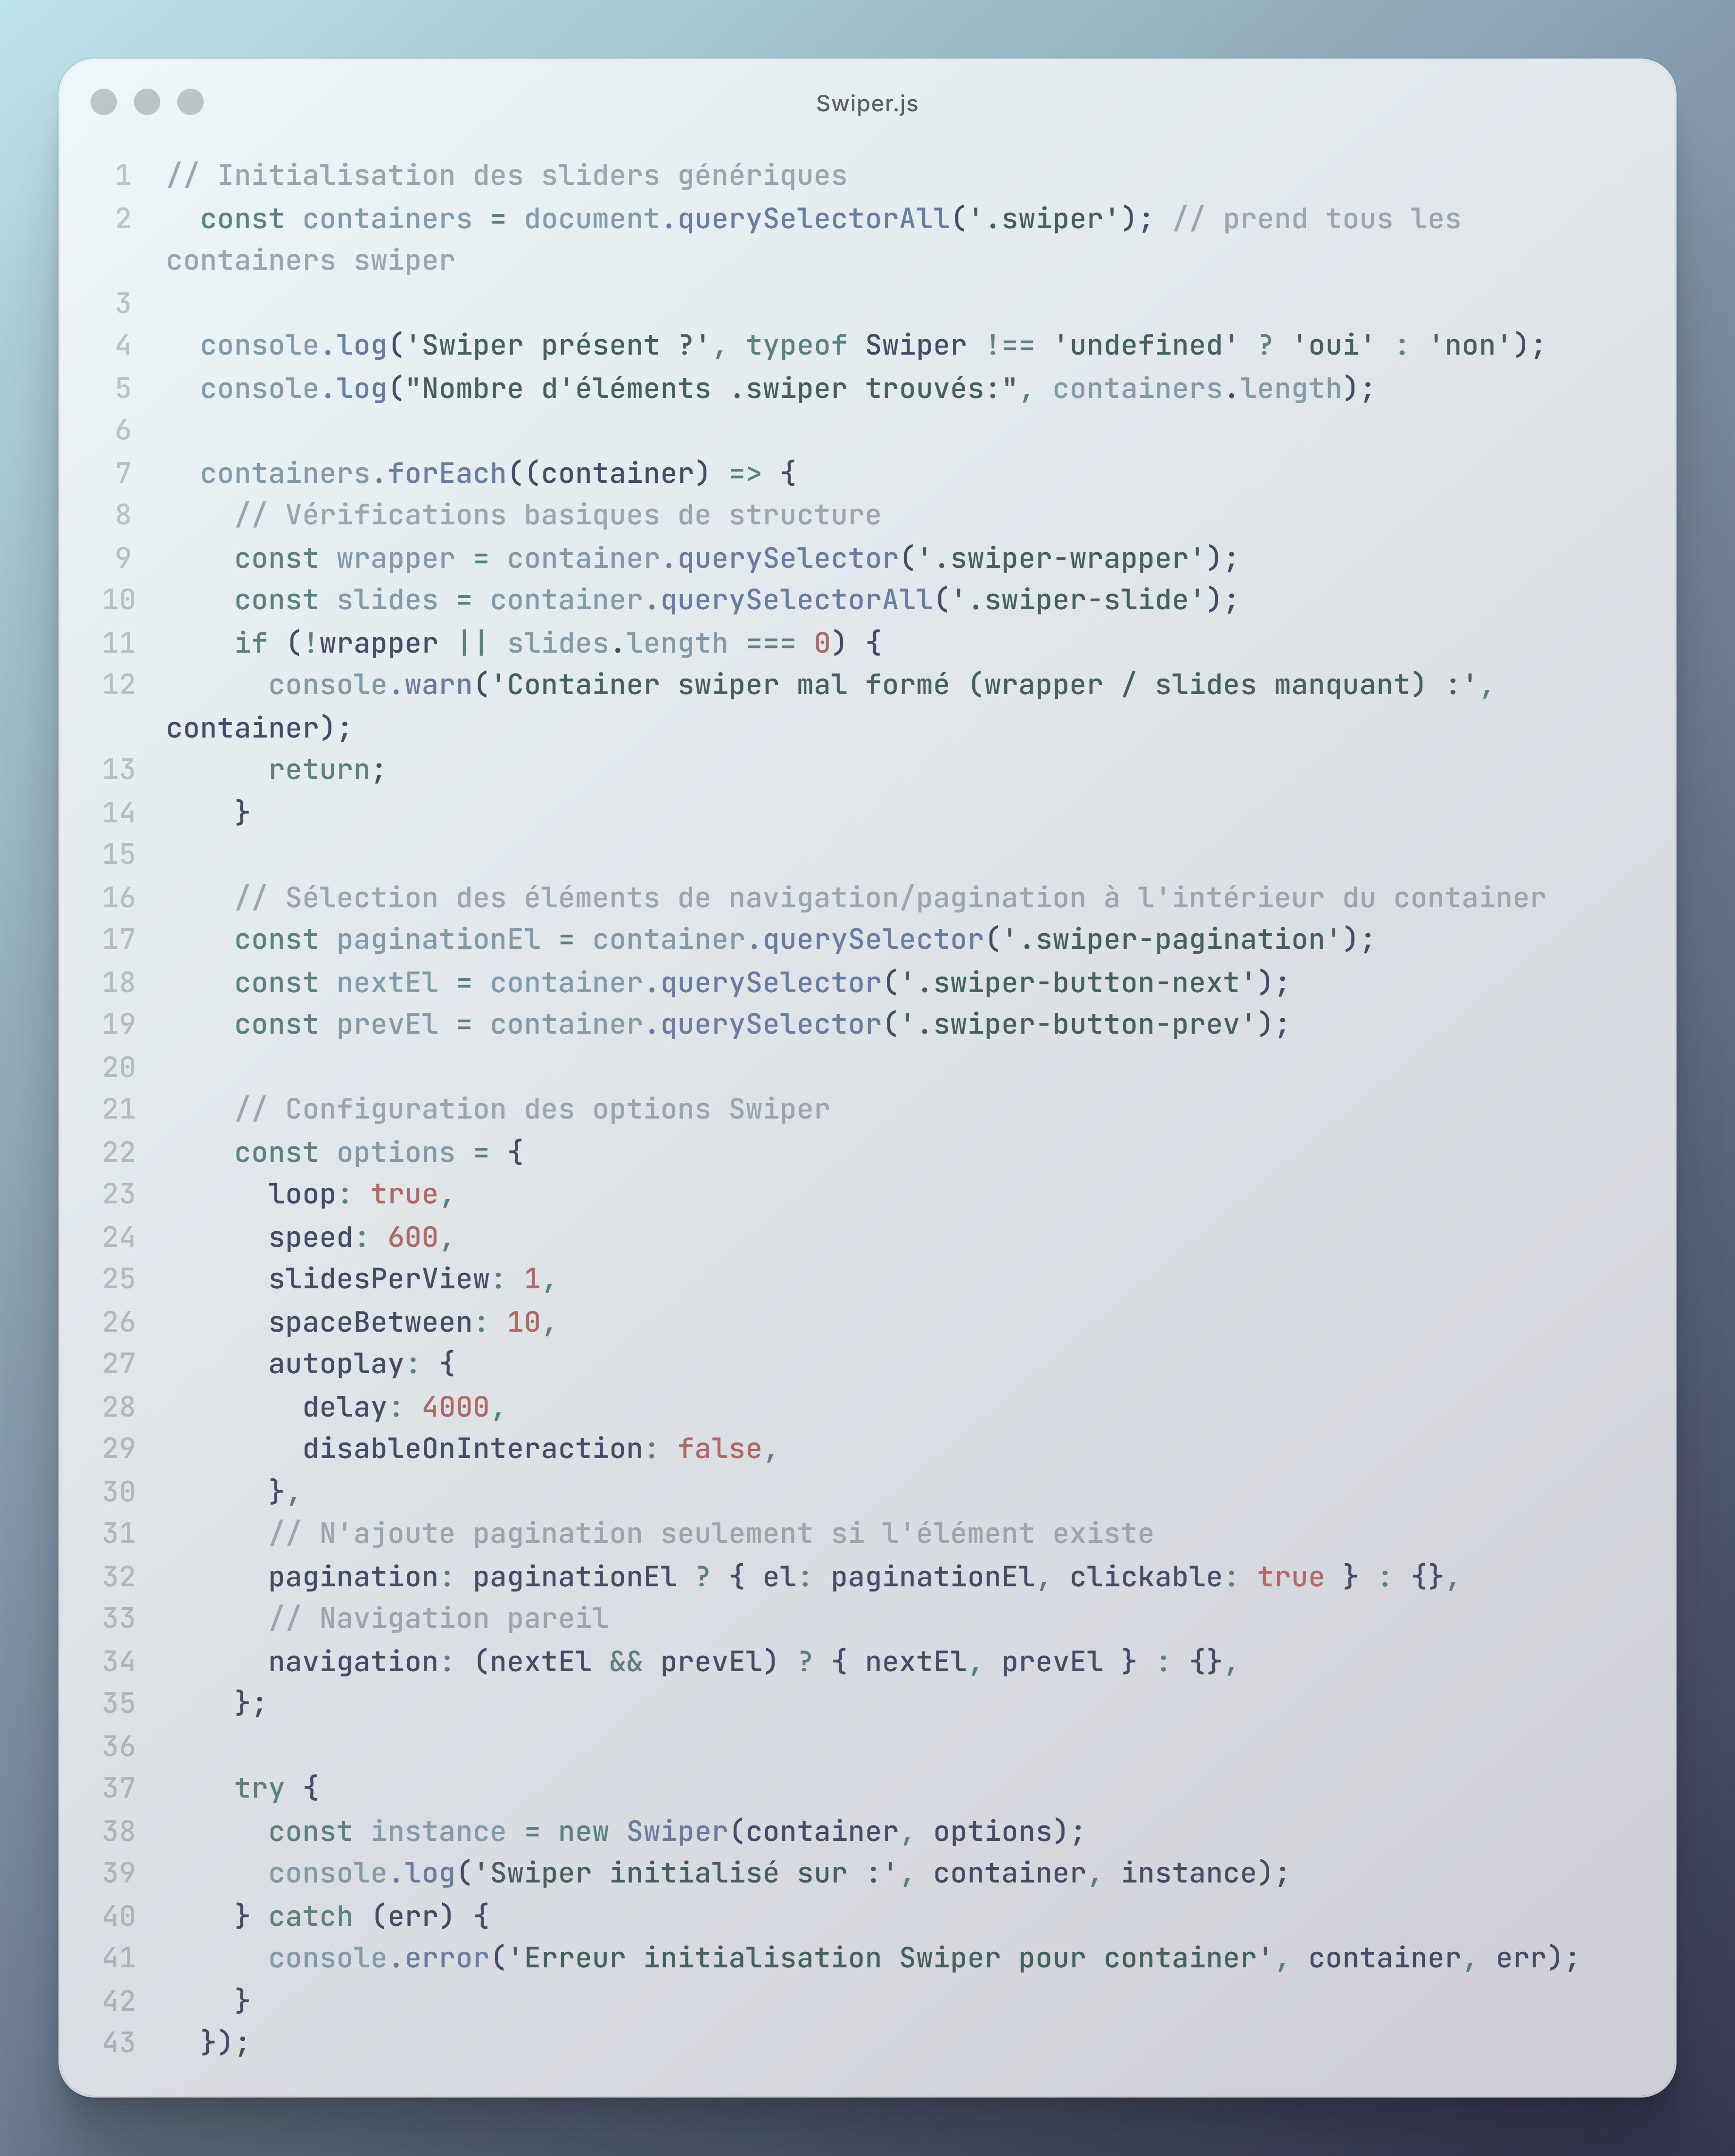 Swiper.js
1 // Initialisation des sliders génériques
2   const containers = document.querySelectorAll('.swiper'); // prend tous les
containers swiper
3
4   console.log('Swiper présent ?', typeof Swiper !== 'undefined' ? 'oui' : 'non');
5   console.log("Nombre d'éléments .swiper trouvés:", containers.length);
6
7   containers.forEach((container) => {
8     // Vérifications basiques de structure
9     const wrapper = container.querySelector('.swiper-wrapper');
10     const slides = container.querySelectorAll('.swiper-slide');
11     if (!wrapper || slides.length === 0) {
12       console.warn('Container swiper mal formé (wrapper / slides manquant) :',
container);
13       return;
14     }
15
16     // Sélection des éléments de navigation/pagination à l'intérieur du container
17     const paginationEl = container.querySelector('.swiper-pagination');
18     const nextEl = container.querySelector('.swiper-button-next');
19     const prevEl = container.querySelector('.swiper-button-prev');
20
21     // Configuration des options Swiper
22     const options = {
23       loop: true,
24       speed: 600,
25       slidesPerView: 1,
26       spaceBetween: 10,
27       autoplay: {
28         delay: 4000,
29         disableOnInteraction: false,
30       },
31       // N'ajoute pagination seulement si l'élément existe
32       pagination: paginationEl ? { el: paginationEl, clickable: true } : {},
33       // Navigation pareil
34       navigation: (nextEl && prevEl) ? { nextEl, prevEl } : {},
35     };
36
37     try {
38       const instance = new Swiper(container, options);
39       console.log('Swiper initialisé sur :', container, instance);
40     } catch (err) {
41       console.error('Erreur initialisation Swiper pour container', container, err);
42     }
43   });